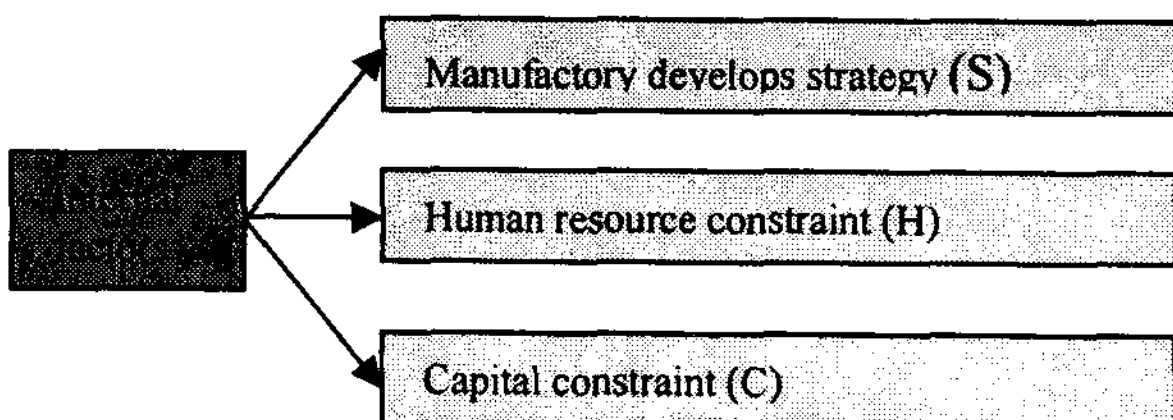 Manufactory develops strategy (S)
Human resource constraint (H)
Capital constraint (C)